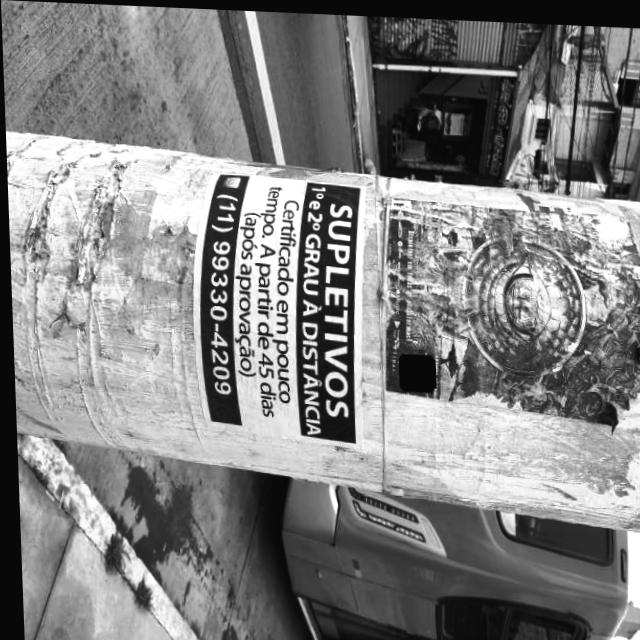 SUPLETIVOS
1º e 2º GRAU À DISTÂNCIA
Certificado em pouco
tempo. A partir de 45 dias
(após aprovação)
(11) 99330-4209